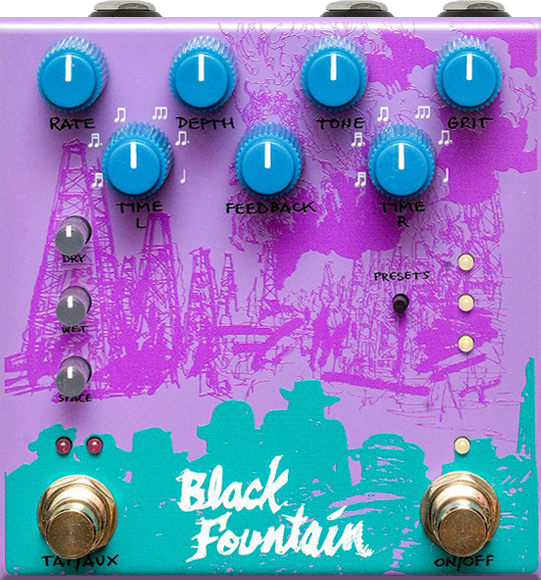 RATE DEPTH TONE GRIT
TIME L FEEDBACK TIME R
DRY
PRESETS
WET
SPACE
Black
Fountain
TAP/AUX ON/OFF